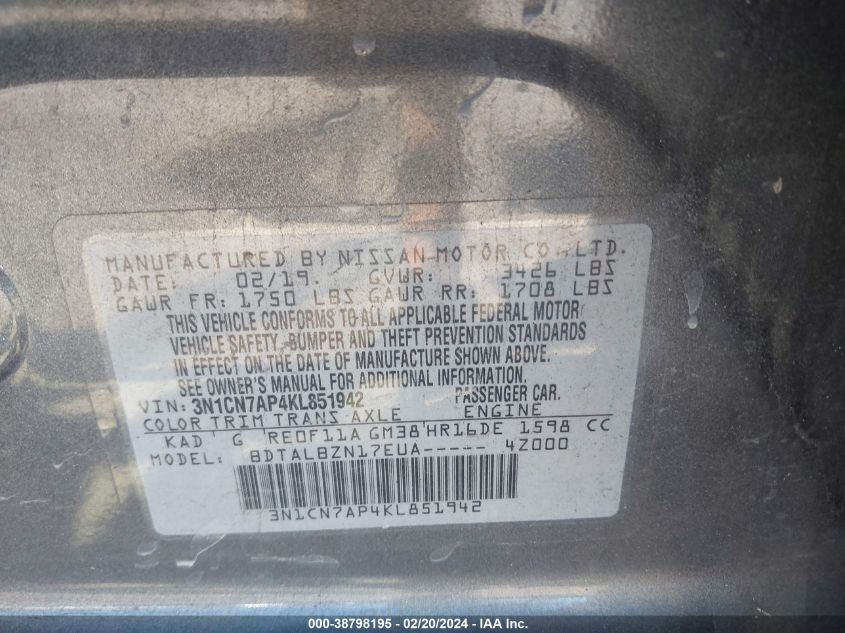 MANUFACTURED BY NISSAN MOTOR CO. LTD.
DATE: 02/19. GVWR: 3426 LBS
GAWR FR: 1750 LBS GAWR RR: 1708 LBS
THIS VEHICLE CONFORMS TO ALL APPLICABLE FEDERAL MOTOR
VEHICLE SAFETY, BUMPER AND THEFT PREVENTION STANDARDS
IN EFFECT ON THE DATE OF MANUFACTURE SHOWN ABOVE.
SEE OWNER'S MANUAL FOR ADDITIONAL INFORMATION.
VIN: 3N1CN7AP4KL851942 PASSENGER CAR.
COLOR TRIM TRANS AXLE ENGINE
KAD G RE0F11A GM38 HR16DE 1598 CC
MODEL: BDTALBZN17EUA----- 4Z000
3N1CN7AP4KL851942
000-38798195 - 02/20/2024 - IAA Inc.